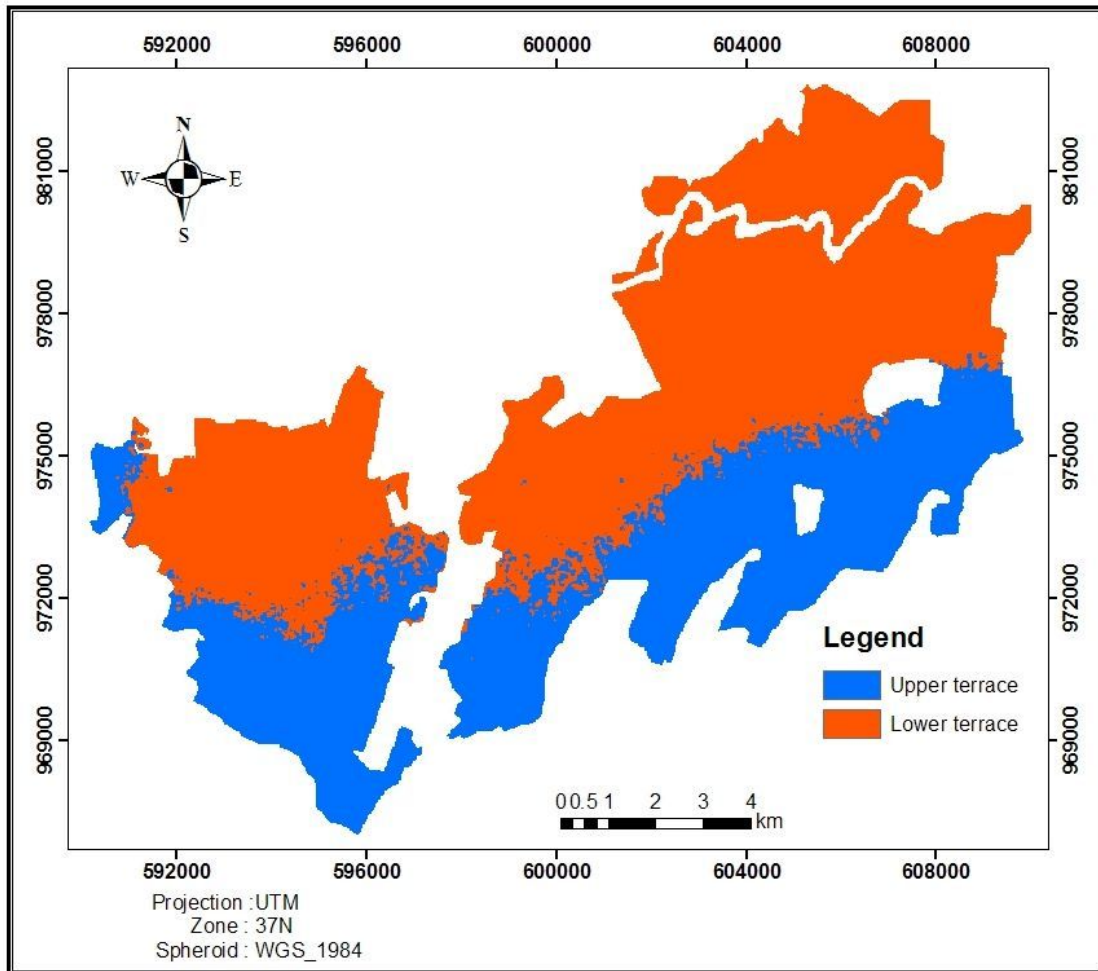 592000 596000 600000 604000 608000
N
W E
S
981000 981000
978000 978000
975000 975000
972000 972000
969000 969000
Legend
Upper terrace
Lower terrace
0 0.5 1 2 3 4
km
592000 596000 600000 604000 608000
Projection :UTM
Zone : 37N
Spheroid : WGS_1984